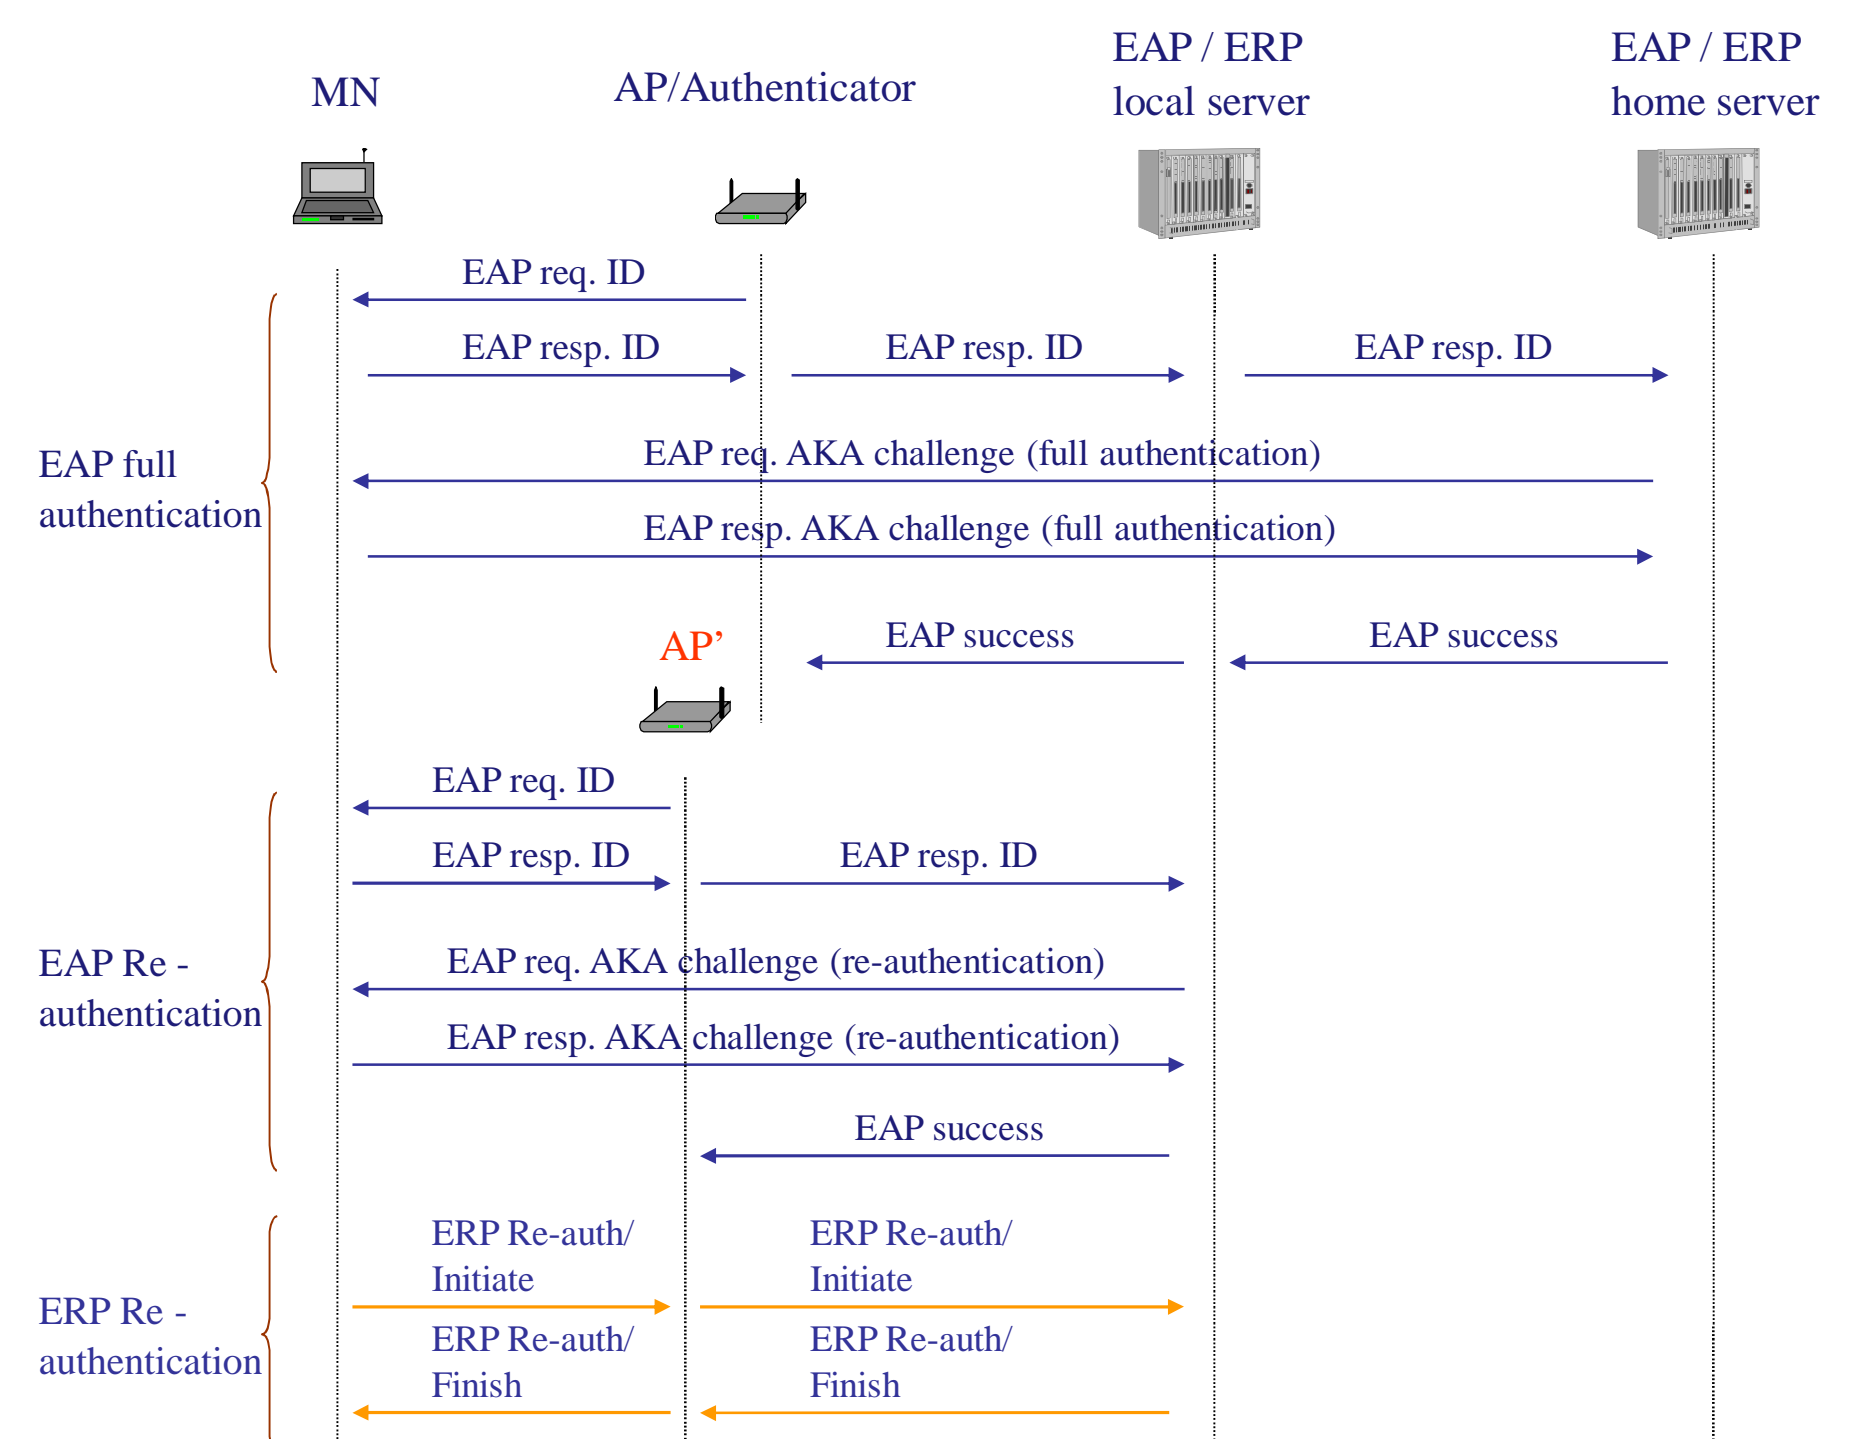 MN
AP/Authenticator
EAP / ERP
local server
EAP / ERP
home server
EAP req. ID
EAP resp. ID
EAP resp. ID
EAP resp. ID
EAP full
authentication
EAP req. AKA challenge (full authentication)
EAP resp. AKA challenge (full authentication)
AP’
EAP success
EAP success
EAP req. ID
EAP resp. ID
EAP resp. ID
EAP Re -
authentication
EAP req. AKA challenge (re-authentication)
EAP resp. AKA challenge (re-authentication)
EAP success
ERP Re -
authentication
ERP Re-auth/
Initiate
ERP Re-auth/
Initiate
ERP Re-auth/
Finish
ERP Re-auth/
Finish